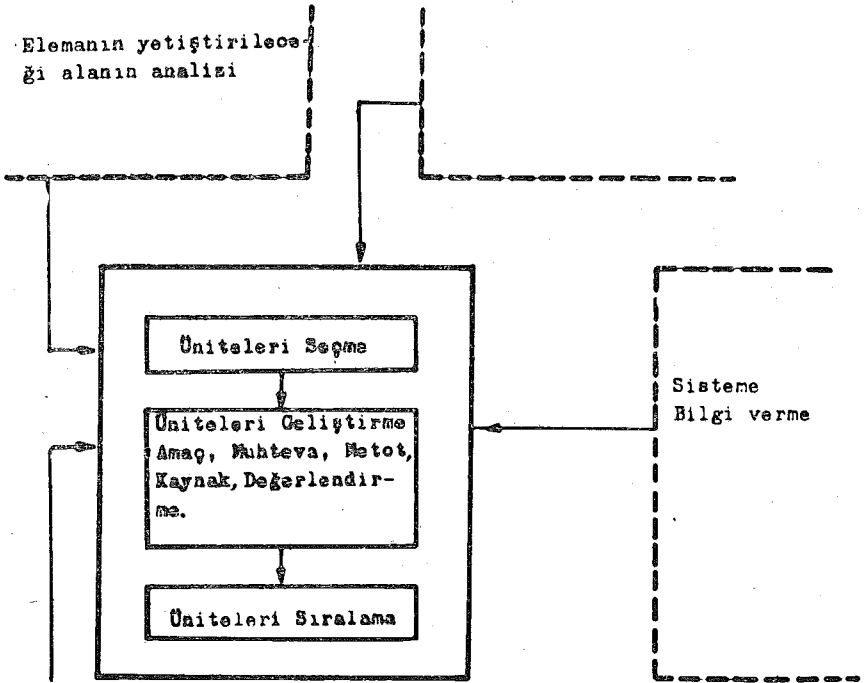 Elemanın yetiştirilece-
ği alanın analizi
Üniteleri Seçme
Üniteleri Geliştirme
Amaç, Muhteva, Metot,
Kaynak, Değerlendir-
me.
Üniteleri Sıralama
Sisteme
Bilgi verme